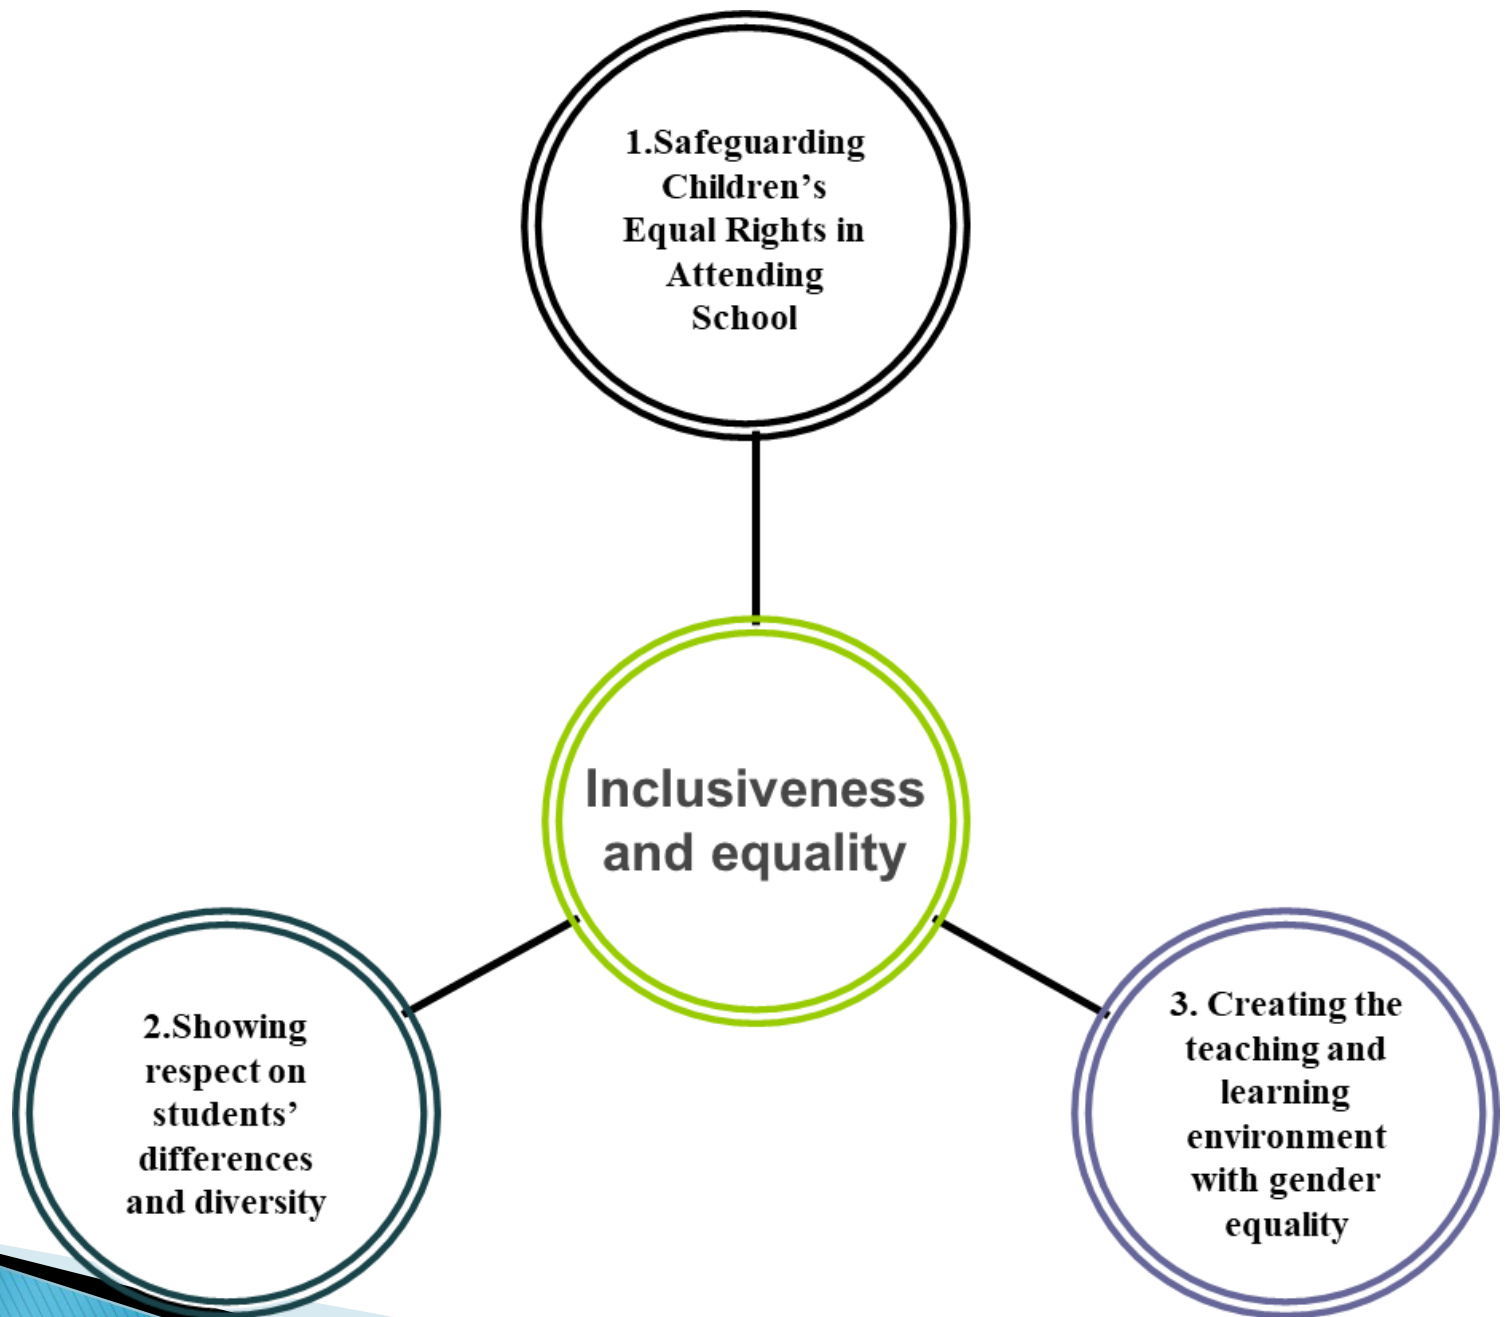 1.Safeguarding
Children’s
Equal Rights in
Attending
School
Inclusiveness
and equality
2.Showing
respect on
students’
differences
and diversity
3. Creating the
teaching and
learning
environment
with gender
equality